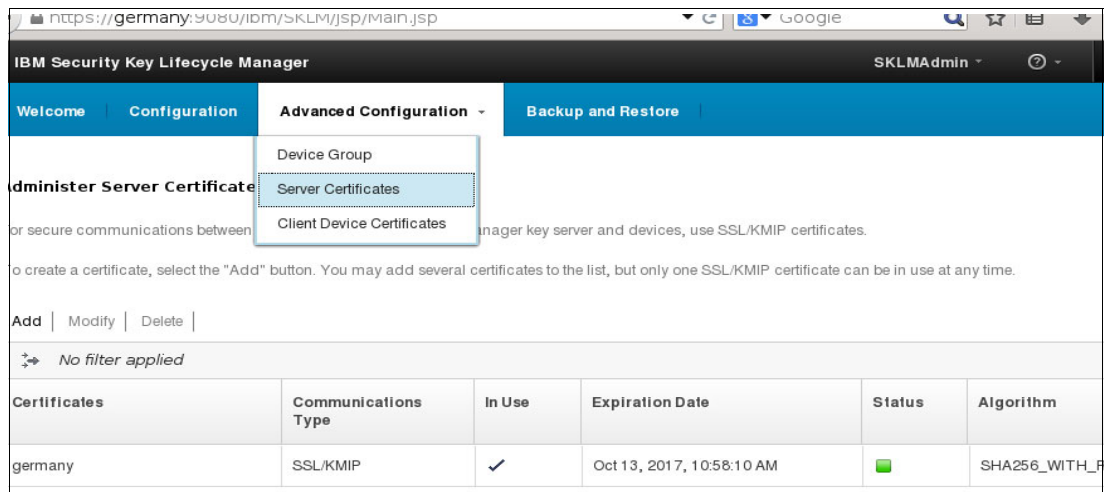 https://germany:9080/ibm/SKLM/jsp/Main.jsp
Google
IBM Security Key Lifecycle Manager
SKLMAdmin
Welcome Configuration Advanced Configuration Backup and Restore
Device Group
Administer Server Certificate
Server Certificates
Client Device Certificates
or secure communications between anager key server and devices, use SSL/KMIP certificates.
o create a certificate, select the "Add" button. You may add several certificates to the list, but only one SSL/KMIP certificate can be in use at any time.
Add | Modify | Delete |
No filter applied
Certificates Communications Type In Use Expiration Date Status Algorithm
germany SSL/KMIP Oct 13, 2017, 10:58:10 AM SHA256_WITH_